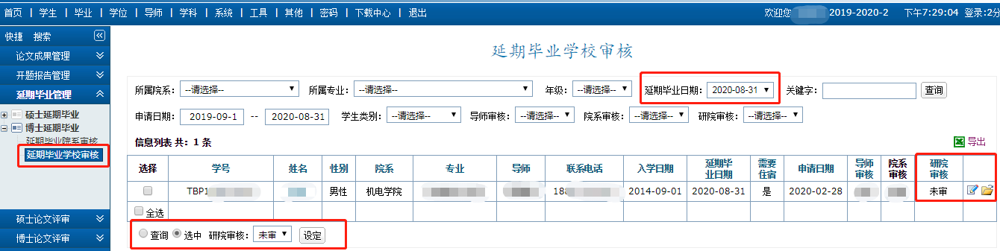 首页 | 学生 | 毕业 | 学位 | 导师 | 学科 | 系统 | 工具 | 其他 | 密码 | 下载中心 | 退出
欢迎您 2019-2020-2 下午7:29:04 登录:2分
快捷 搜索
论文成果管理
开题报告管理
延期毕业管理
硕士延期毕业
博士延期毕业
延期毕业院系审核
延期毕业学校审核
硕士论文评审
博士论文评审
延期毕业学校审核
所属院系: --请选择-- 所属专业: --请选择-- 年级: --请选择-- 延期毕业日期: 2020-08-31 关键字: 查询
申请日期: 2019-09-1 -- 2020-08-31 学生类别: --请选择-- 导师审核: --请选择-- 院系审核: --请选择-- 研院审核: --请选择--
信息列表 共: 1 条 导出
选择 学号 姓名 性别 院系 专业 导师 联系电话 入学日期 延期毕业日期 需要住宿 申请日期 导师审核 院系审核 研院审核
TBP1 男性 机电学院 188 2014-09-01 2020-08-31 是 2020-02-28 未审
全选
查询 选中 研院审核: 未审 设定